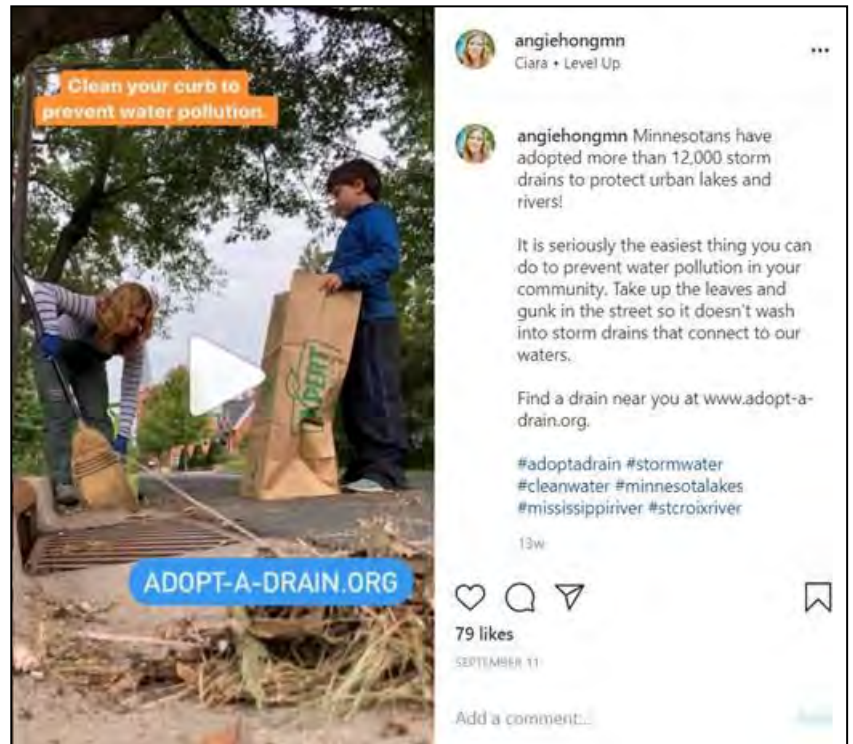 Clean your curb to
prevent water pollution.
EXPERT
ADOPT-A-DRAIN.ORG
angiehongmn
Ciara • Level Up
angiehongmn Minnesotans have
adopted more than 12,000 storm
drains to protect urban lakes and
rivers!
It is seriously the easiest thing you can
do to prevent water pollution in your
community. Take up the leaves and
gunk in the street so it doesn't wash
into storm drains that connect to our
waters.
Find a drain near you at www.adopt-a-
drain.org.
#adoptadrain #stormwater
#cleanwater #minnesotalakes
#mississippiriver #stcroixriver
13w
79 likes
SEPTEMBER 11
Add a comment...